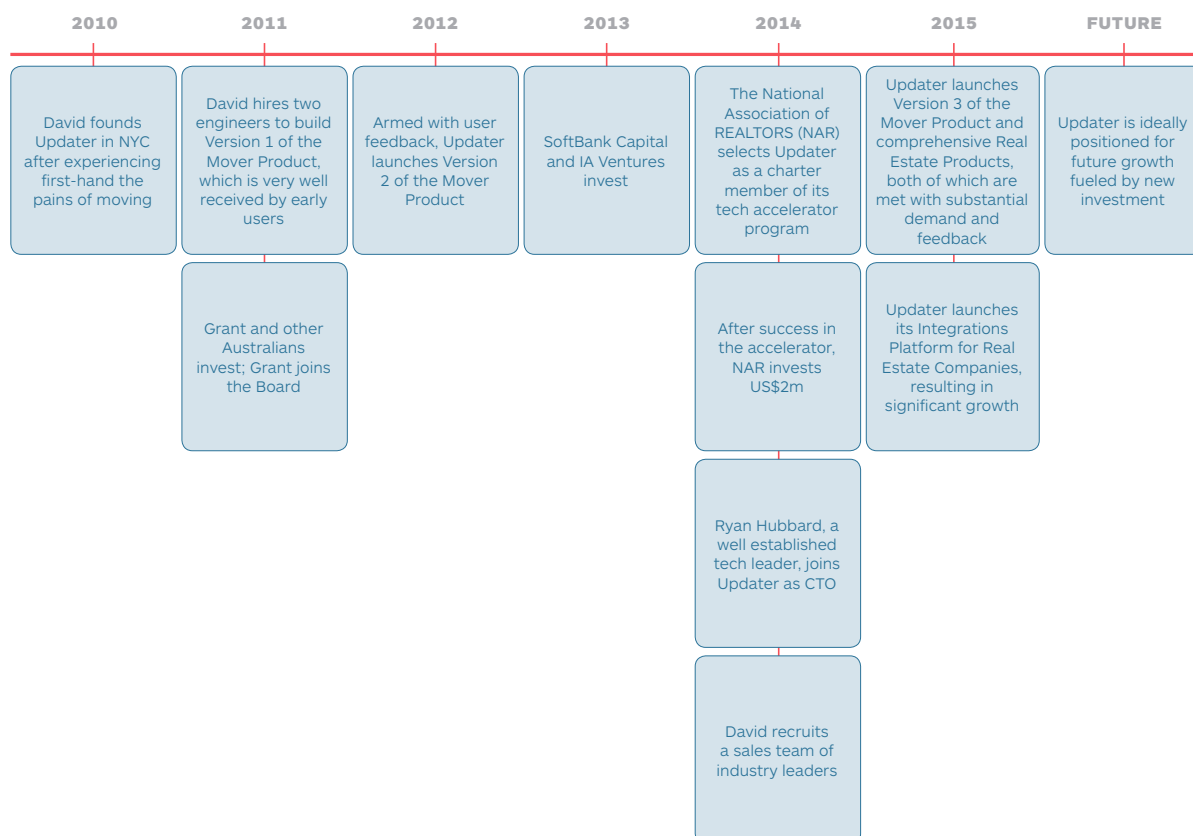 2010
2011
2012
2013
2014
2015
FUTURE
David founds
Updater in NYC
after experiencing
first-hand the
pains of moving
David hires two
engineers to build
Version 1 of the
Mover Product,
which is very well
received by early
users
Grant and other
Australians
invest; Grant joins
the Board
Armed with user
feedback, Updater
launches Version
2 of the Mover
Product
SoftBank Capital
and IA Ventures
invest
The National
Association of
REALTORS (NAR)
selects Updater
as a charter
member of its
tech accelerator
program
After success in
the accelerator,
NAR invests
US$2m
Ryan Hubbard, a
well established
tech leader, joins
Updater as CTO
David recruits
a sales team of
industry leaders
Updater launches
Version 3 of the
Mover Product and
comprehensive Real
Estate Products,
both of which are
met with substantial
demand and
feedback
Updater launches
its Integrations
Platform for Real
Estate Companies,
resulting in
significant growth
Updater is ideally
positioned for
future growth
fueled by new
investment